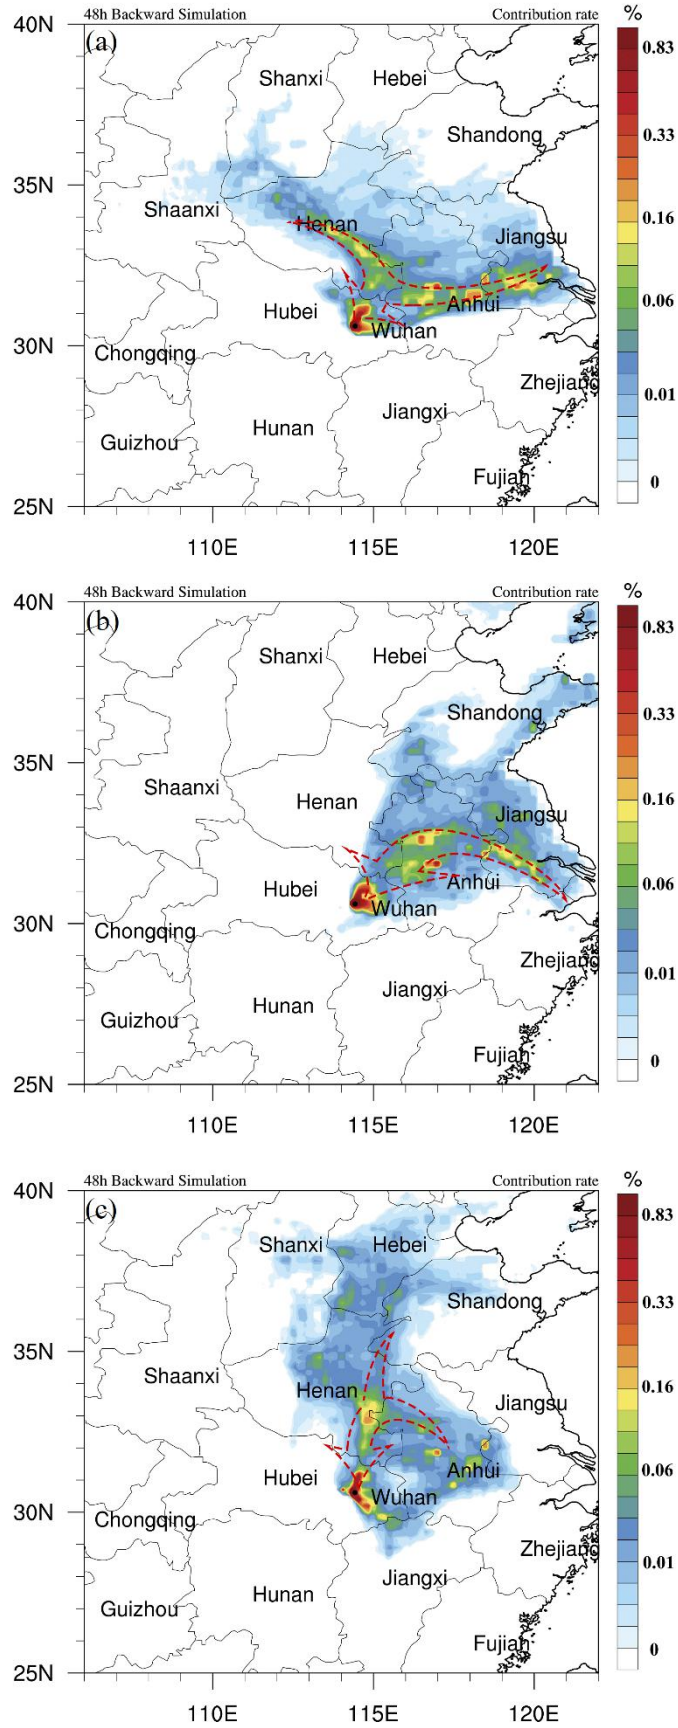 48h Backward Simulation Contribution rate %
40N (a) Shanxi Hebei 0.83
Shandong 0.33
35N Shaanxi Henan Jiangsu 0.16
Hubei Anhui 0.06
30N Chongqing Wuhan
Zhejiang 0.01
Guizhou Hunan Jiangxi
Fujian 0
25N
110E 115E 120E
48h Backward Simulation Contribution rate %
40N (b) Shanxi Hebei 0.83
Shandong 0.33
35N Shaanxi Henan Jiangsu 0.16
Hubei Anhui 0.06
30N Chongqing Wuhan
Zhejiang 0.01
Guizhou Hunan Jiangxi
Fujian 0
25N
110E 115E 120E
48h Backward Simulation Contribution rate %
40N (c) Shanxi Hebei 0.83
Shandong 0.33
35N Shaanxi Henan Jiangsu 0.16
Hubei Anhui 0.06
30N Chongqing Wuhan
Zhejiang 0.01
Guizhou Hunan Jiangxi
Fujian 0
25N
110E 115E 120E